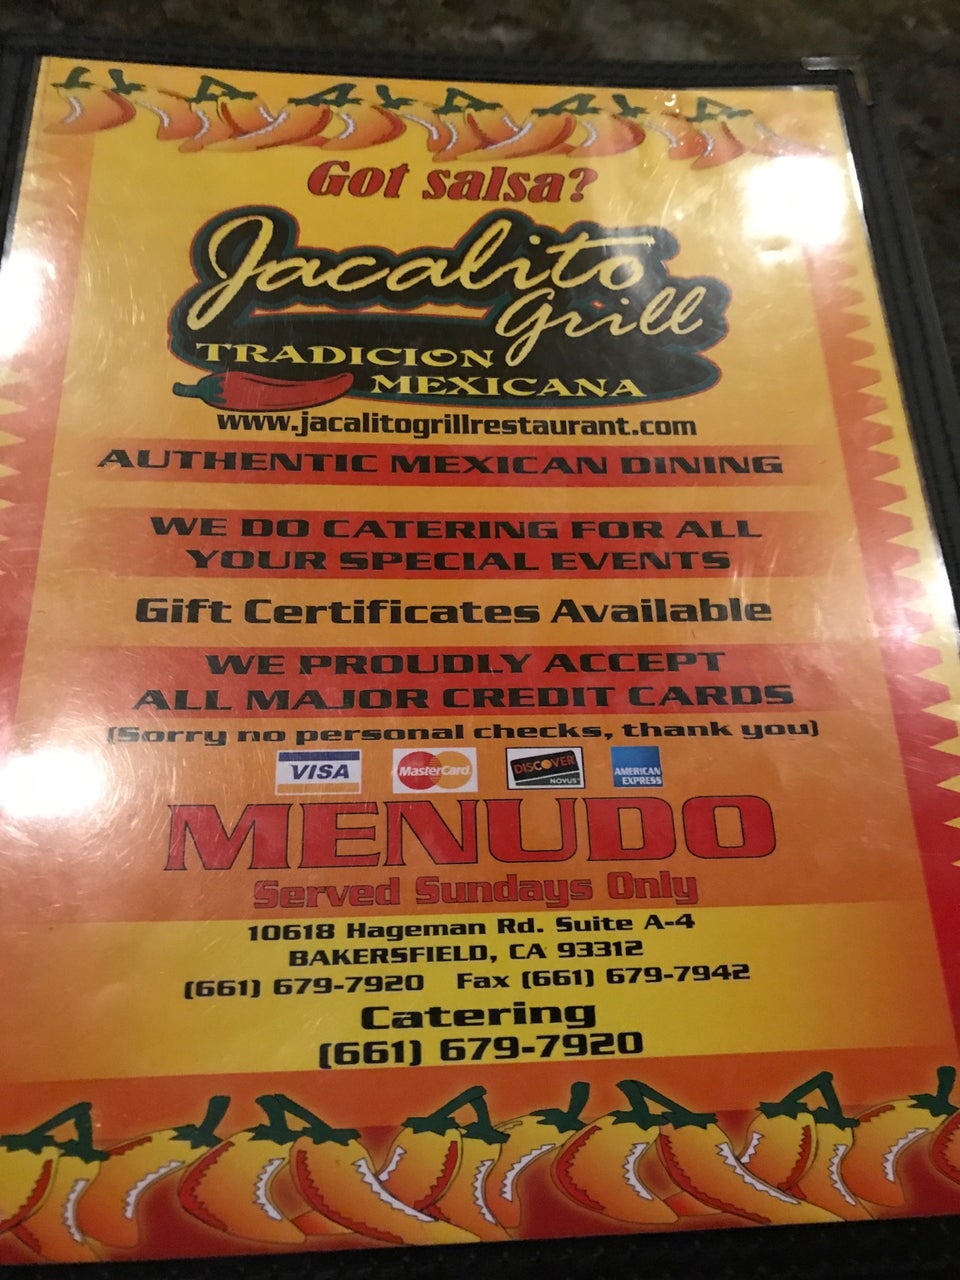 Got salsa?
Jacalito
Grill
TRADICION
MEXICANA
www.jacalitogrillrestaurant.com
AUTHENTIC MEXICAN DINING
WE DO CATERING FOR ALL
YOUR SPECIAL EVENTS
Gift Certificates Available
WE PROUDLY ACCEPT
ALL MAJOR CREDIT CARDS
(Sorry no personal checks, thank you)
VISA MasterCard DISCOVER NOVUS AMERICAN EXPRESS
MENUDO
Served Sundays Only
10618 Hageman Rd. Suite A-4
BAKERSFIELD, CA 93312
(661) 679-7920 Fax (661) 679-7942
Catering
(661) 679-7920